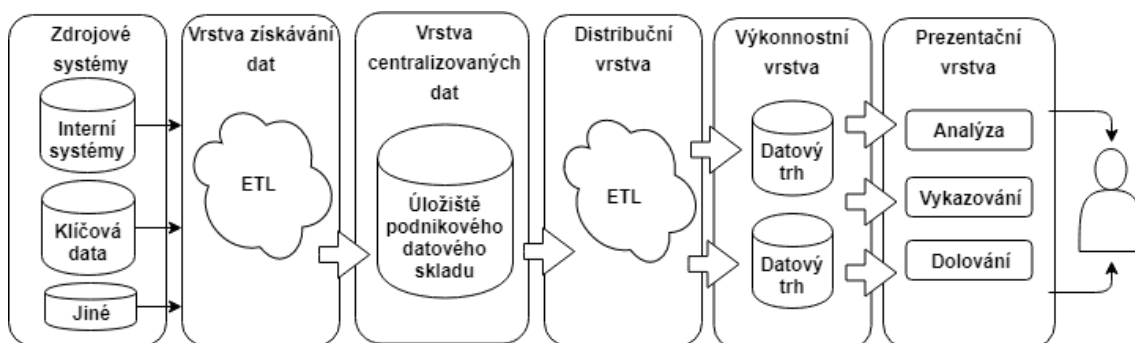 Zdrojové
systémy
Interní
systémy
Klíčová
data
Jiné
Vrstva získávání
dat
ETL
Vrstva
centralizovaných
dat
Úložiště
podnikového
datového
skladu
Distribuční
vrstva
ETL
Výkonnostní
vrstva
Datový
trh
Datový
trh
Prezentační
vrstva
Analýza
Vykazování
Dolování